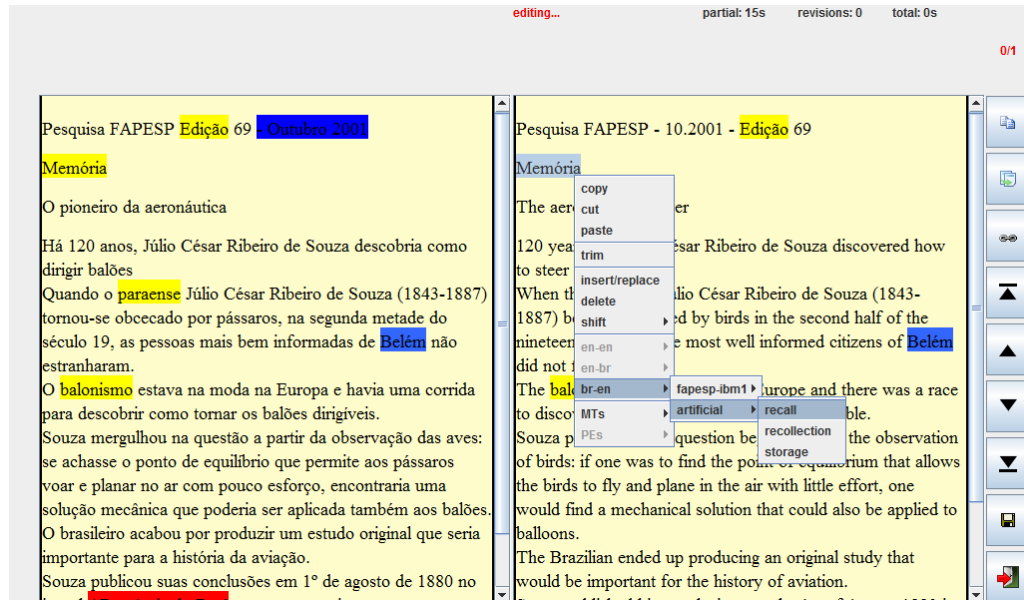 editing...
partial: 15s
revisions: 0
total: 0s
0/1
Pesquisa FAPESP Edição 69 - Outubro 2001
Memória
O pioneiro da aeronáutica
Há 120 anos, Júlio César Ribeiro de Souza descobria como
dirigir balões
Quando o paraense Júlio César Ribeiro de Souza (1843-1887)
tornou-se obcecado por pássaros, na segunda metade do
século 19, as pessoas mais bem informadas de Belém não
estranharam.
O balonismo estava na moda na Europa e havia uma corrida
para descobrir como tornar os balões dirigíveis.
Souza mergulhou na questão a partir da observação das aves:
se achasse o ponto de equilíbrio que permite aos pássaros
voar e planar no ar com pouco esforço, encontraria uma
solução mecânica que poderia ser aplicada também aos balões.
O brasileiro acabou por produzir um estudo original que seria
importante para a história da aviação.
Souza publicou suas conclusões em 1º de agosto de 1880 no
Pesquisa FAPESP - 10.2001 - Edição 69
Memória
The aer er
120 yea ésar Ribeiro de Souza discovered how
to steer
When th lio César Ribeiro de Souza (1843-
1887) b ed by birds in the second half of the
nineteen e most well informed citizens of Belém
did not f
The balo Europe and there was a race
to disco ble.
Souza p question be the observation
of birds: if one was to find the point of equilibrium that allows
the birds to fly and plane in the air with little effort, one
would find a mechanical solution that could also be applied to
balloons.
The Brazilian ended up producing an original study that
would be important for the history of aviation.
copy
cut
paste
trim
insert/replace
delete
shift
en-en
en-br
br-en
MTs
PEs
fapesp-ibm1
artificial
recall
recollection
storage